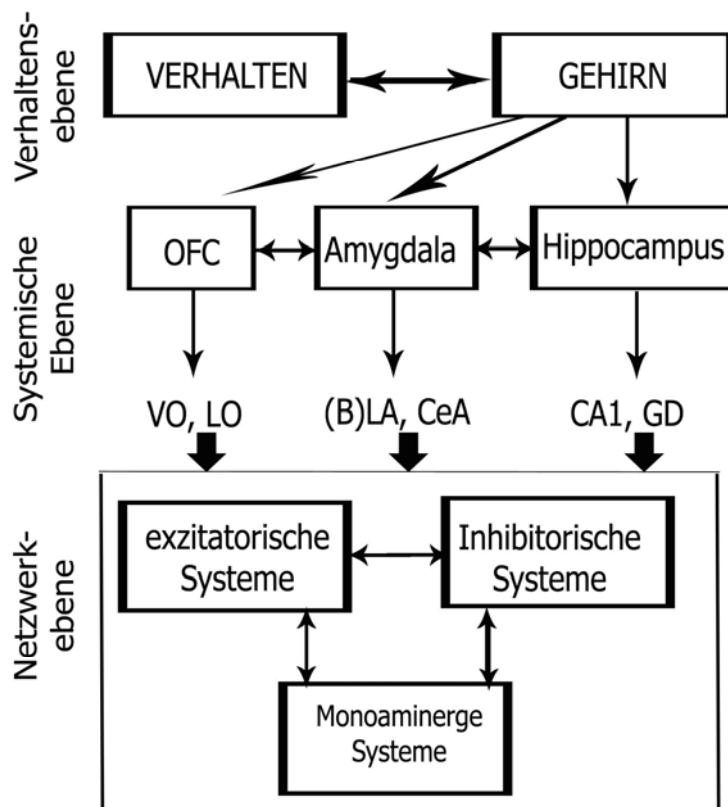 Verhaltens-
ebene
VERHALTEN
GEHIRN
Systemische
Ebene
OFC
Amygdala
Hippocampus
VO, LO
(B)LA, CeA
CA1, GD
Netzwerk-
ebene
exzitatorische
Systeme
Inhibitorische
Systeme
Monoaminerge
Systeme